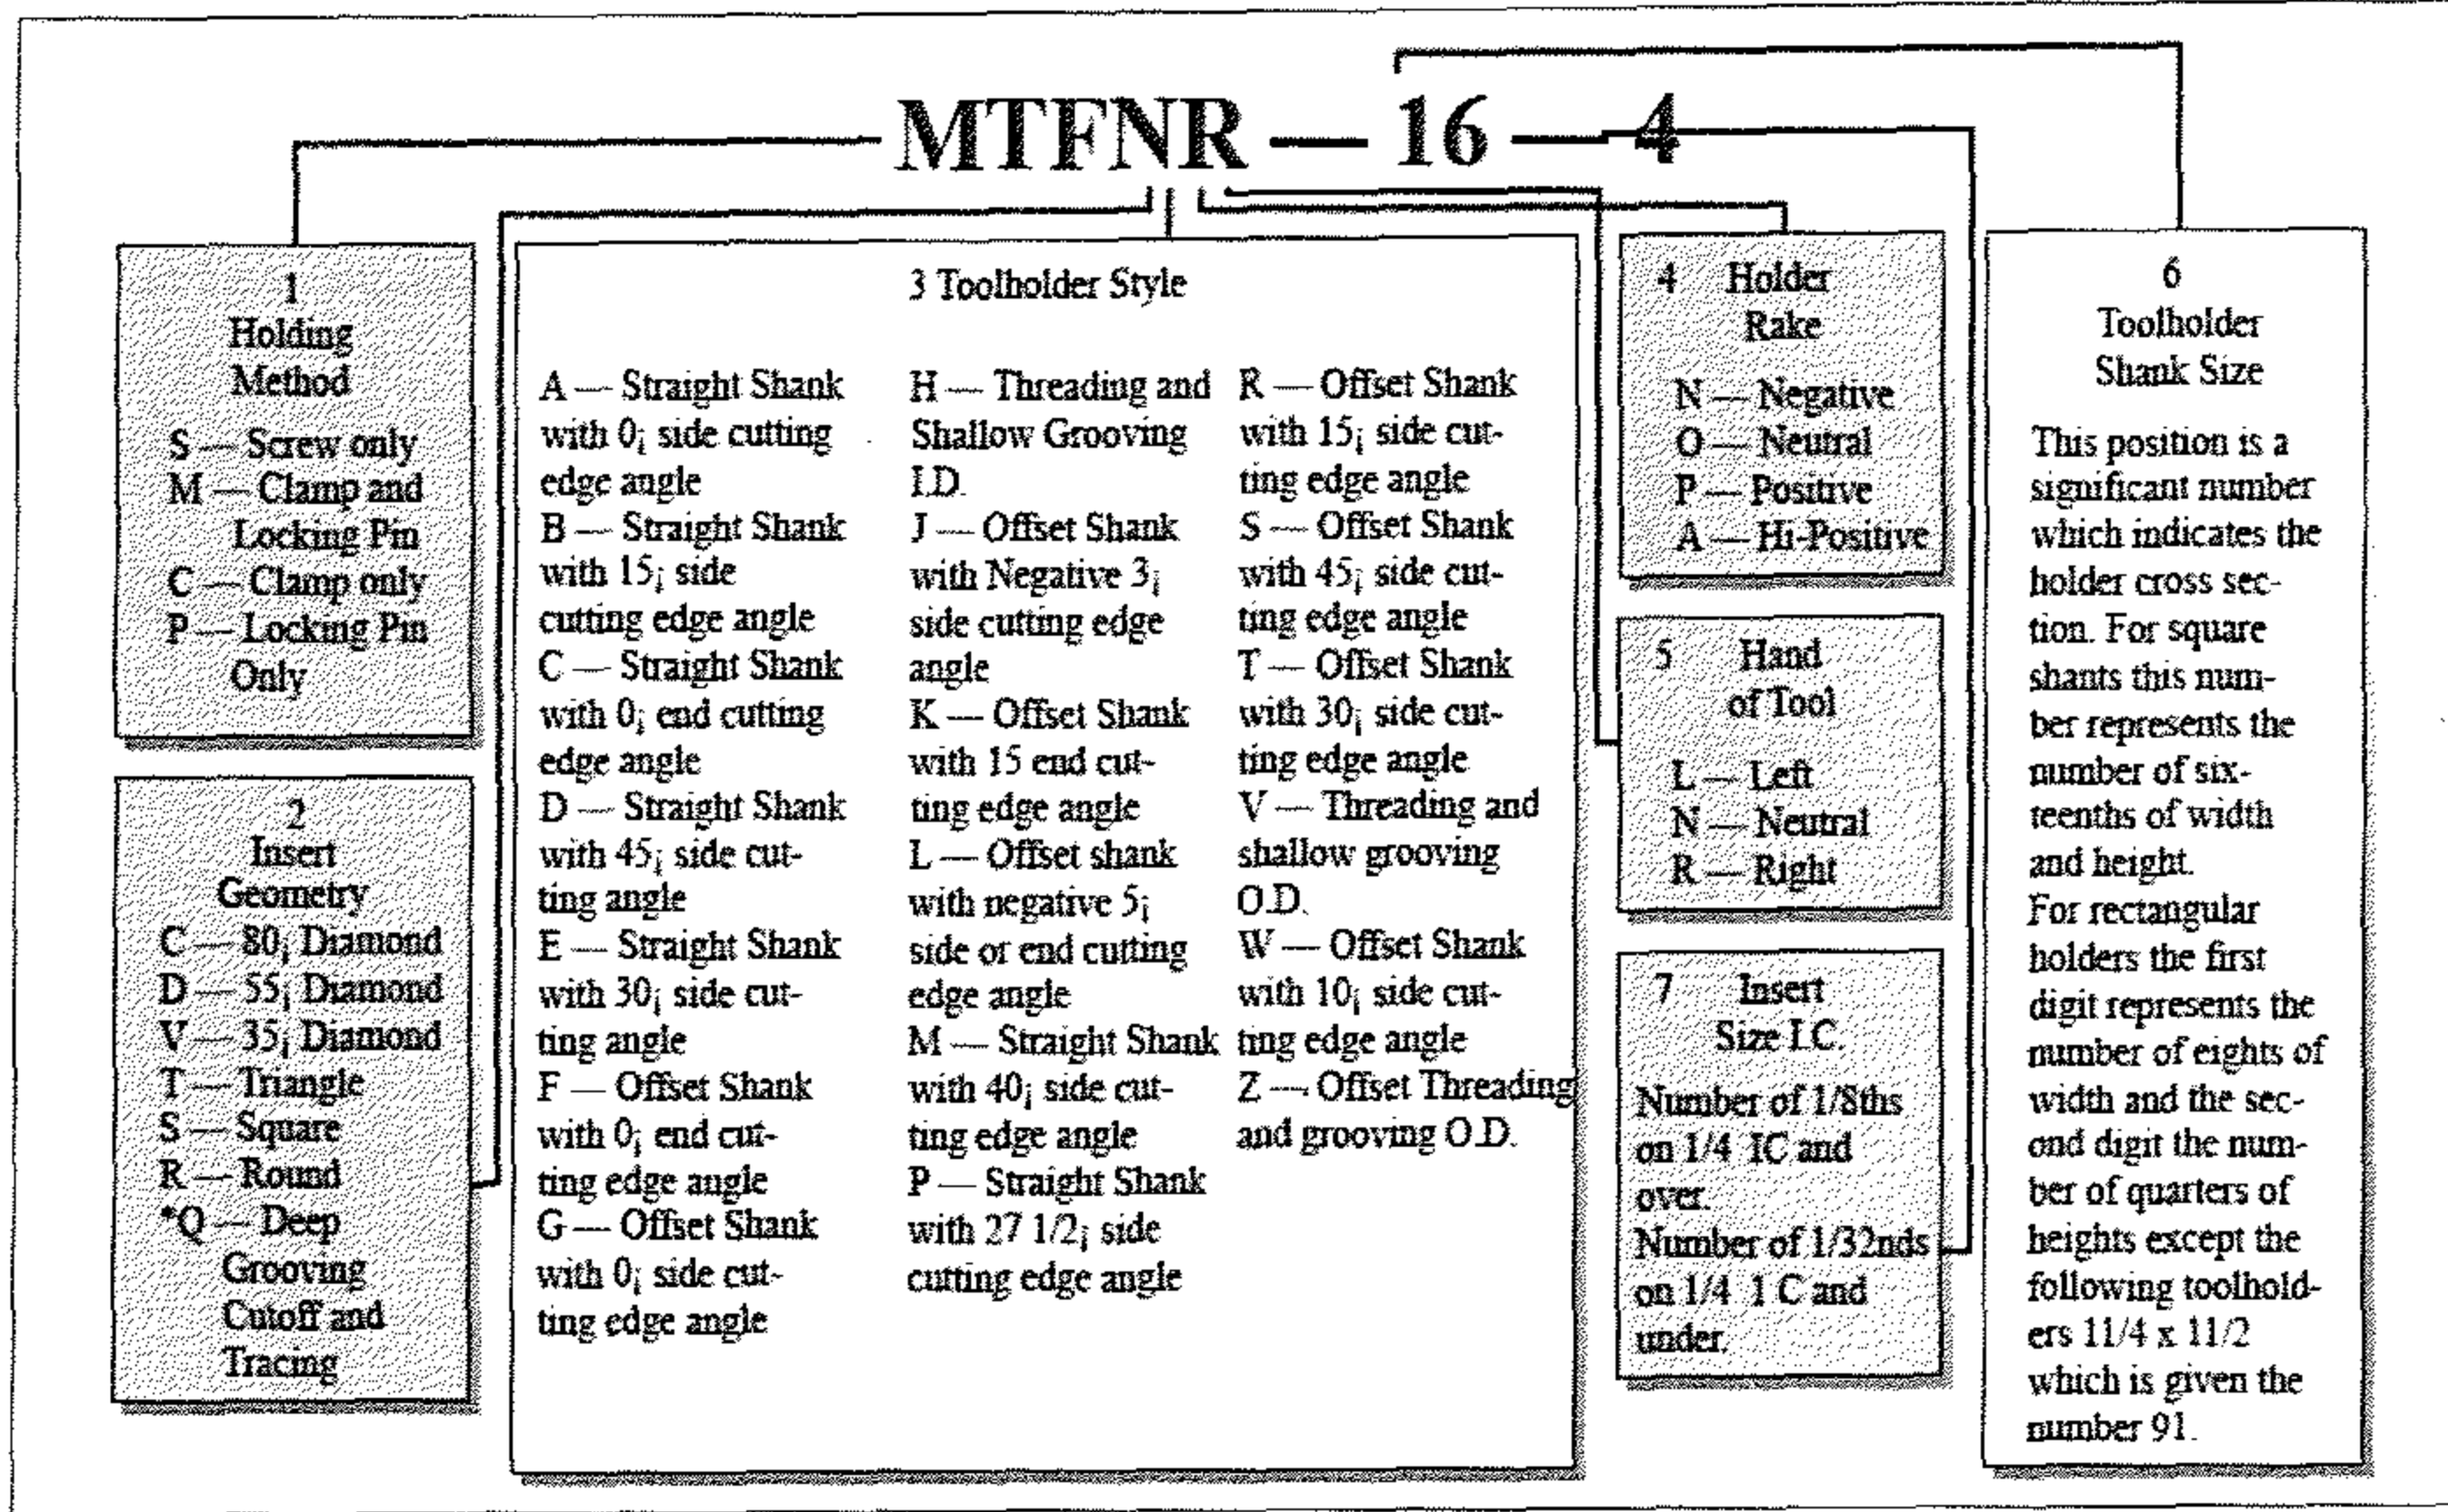 MTFNR — 16 — 4
1
Holding
Method
S — Screw only
M — Clamp and
Locking Pin
C — Clamp only
P — Locking Pin
Only
2
Insert
Geometry
C — 80¡ Diamond
D — 55¡ Diamond
V — 35¡ Diamond
T — Triangle
S — Square
R — Round
*Q — Deep
Grooving
Cutoff and
Tracing
3 Toolholder Style
A — Straight Shank
with 0¡ side cutting
edge angle
B — Straight Shank
with 15¡ side
cutting edge angle
C — Straight Shank
with 0¡ end cutting
edge angle
D — Straight Shank
with 45¡ side cut-
ting angle
E — Straight Shank
with 30¡ side cut-
ting angle
F — Offset Shank
with 0¡ end cut-
ting edge angle
G — Offset Shank
with 0¡ side cut-
ting edge angle
H — Threading and
Shallow Grooving
I.D.
J — Offset Shank
with Negative 3¡
side cutting edge
angle
K — Offset Shank
with 15 end cut-
ting edge angle
L — Offset shank
with negative 5¡
side or end cutting
edge angle
M — Straight Shank
with 40¡ side cut-
ting edge angle
P — Straight Shank
with 27 1/2¡ side
cutting edge angle
R — Offset Shank
with 15¡ side cut-
ting edge angle
S — Offset Shank
with 45¡ side cut-
ting edge angle
T — Offset Shank
with 30¡ side cut-
ting edge angle
V — Threading and
shallow grooving
O.D.
W — Offset Shank
with 10¡ side cut-
ting edge angle
Z — Offset Threading
and grooving O.D.
4 Holder
Rake
N — Negative
O — Neutral
P — Positive
A — Hi-Positive
5 Hand
of Tool
L — Left
N — Neutral
R — Right
7 Insert
Size I.C.
Number of 1/8ths
on 1/4 IC and
over.
Number of 1/32nds
on 1/4 1 C and
under.
6
Toolholder
Shank Size
This position is a
significant number
which indicates the
holder cross sec-
tion. For square
shants this num-
ber represents the
number of six-
teenths of width
and height.
For rectangular
holders the first
digit represents the
number of eights of
width and the sec-
ond digit the num-
ber of quarters of
heights except the
following toolhold-
ers 11/4 x 11/2
which is given the
number 91.